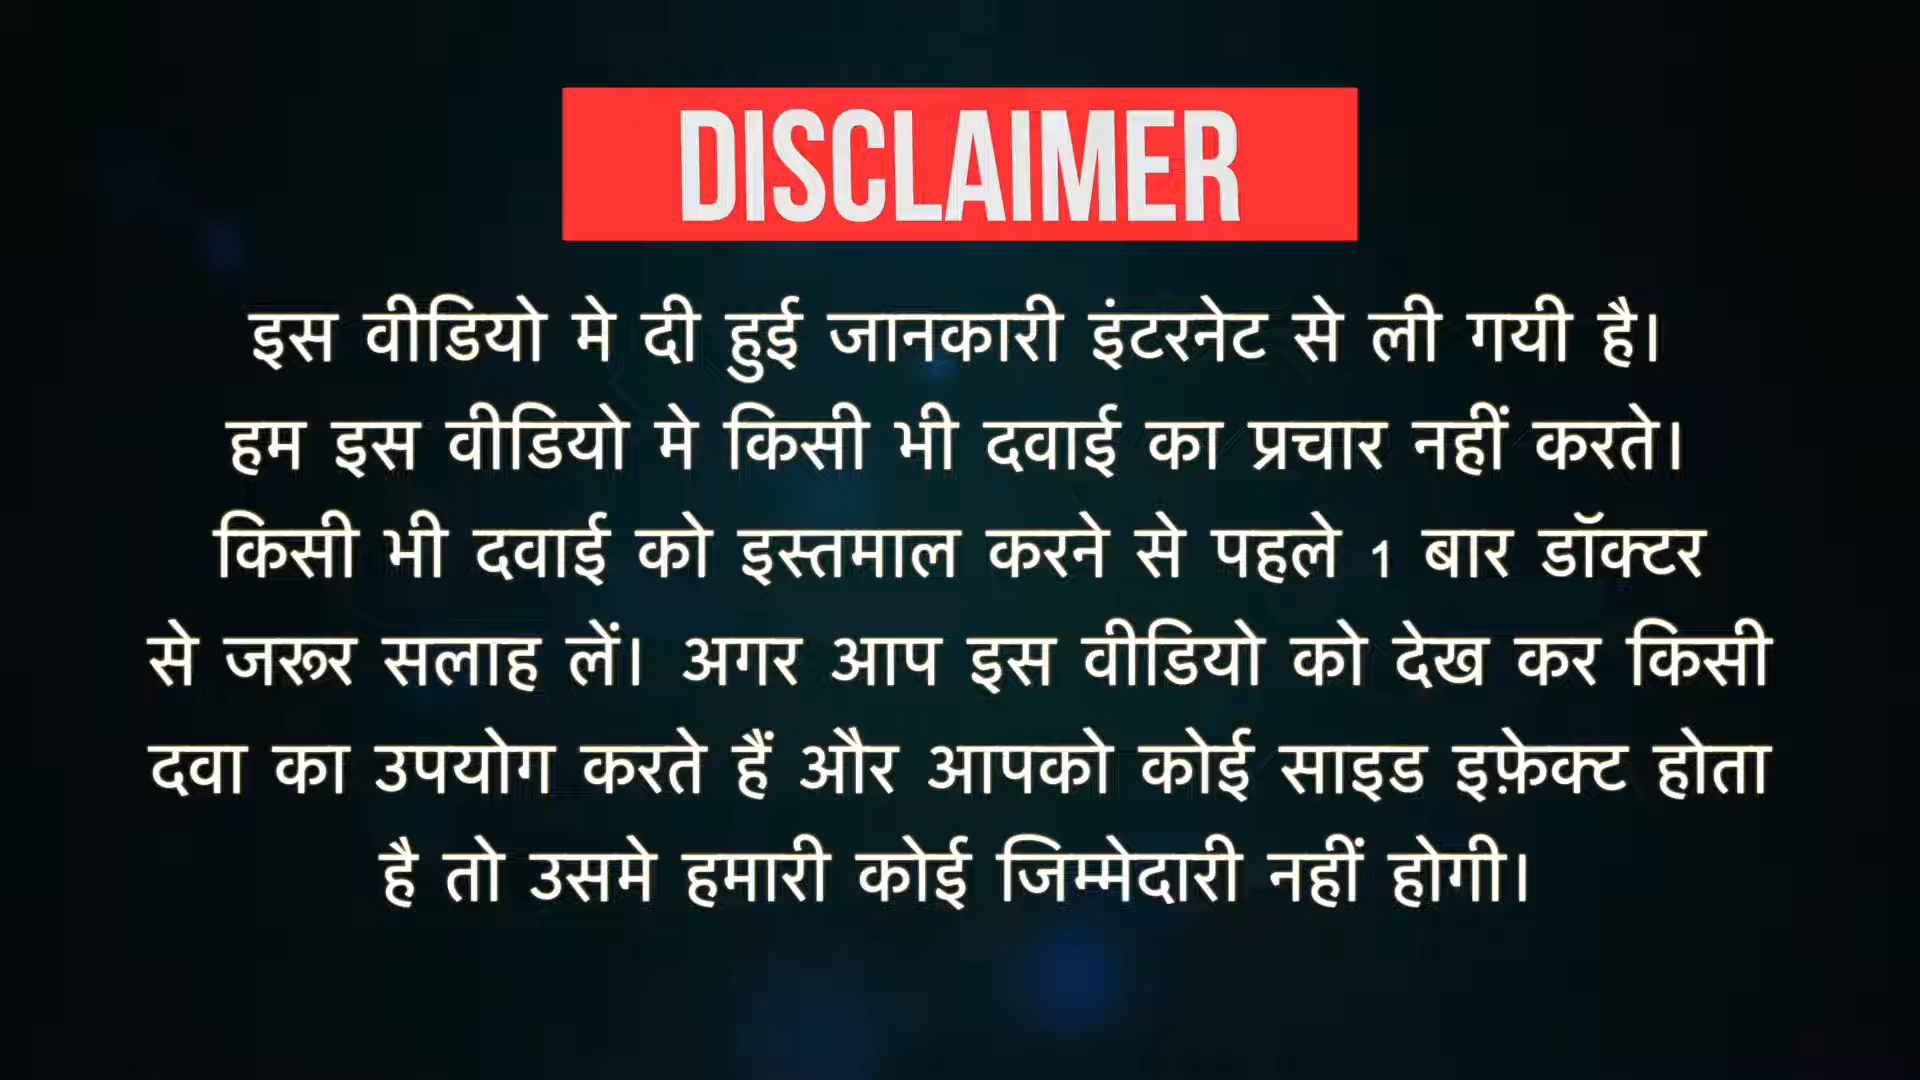 DISCLAIMER
इस वीडियो मे दी हुई जानकारी इंटरनेट से ली गयी है।
हम इस वीडियो मे किसी भी दवाई का प्रचार नहीं करते।
किसी भी दवाई को इस्तमाल करने से पहले 1 बार डॉक्टर
से जरूर सलाह लें। अगर आप इस वीडियो को देख कर किसी
दवा का उपयोग करते हैं और आपको कोई साइड इफ़ेक्ट होता
है तो उसमे हमारी कोई जिम्मेदारी नहीं होगी।